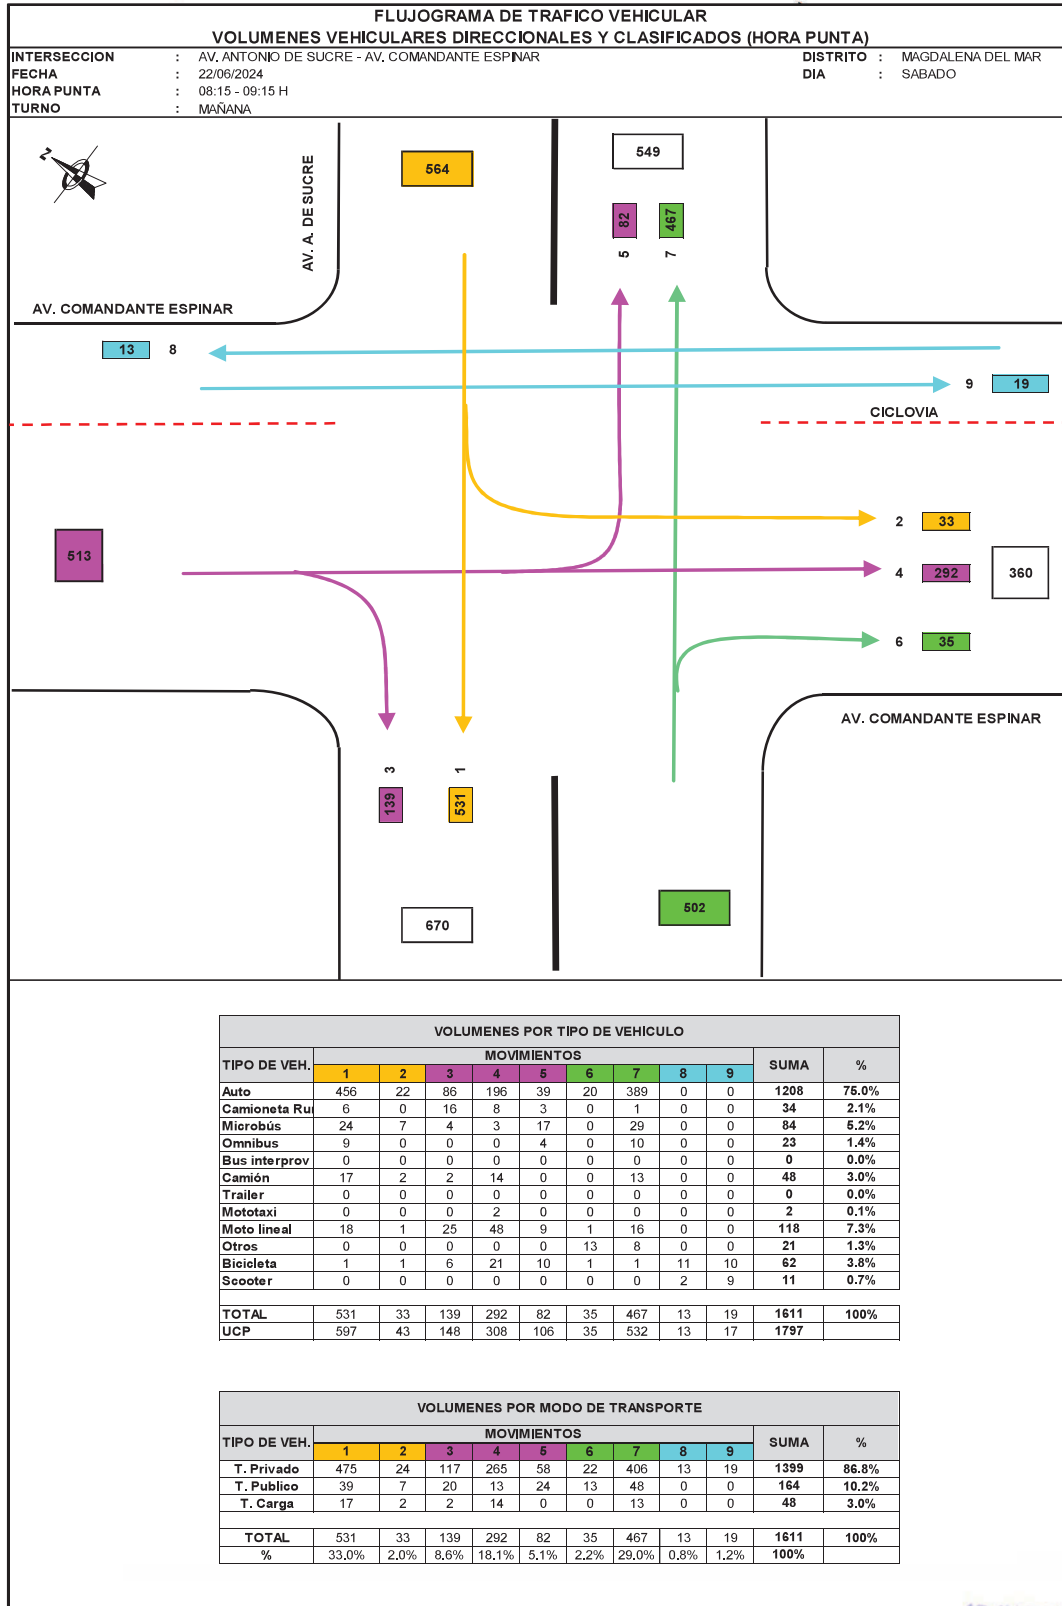 FLUJOGRAMA DE TRAFICO VEHICULAR
VOLUMENES VEHICULARES DIRECCIONALES Y CLASIFICADOS (HORA PUNTA)
INTERSECCION : AV. ANTONIO DE SUCRE - AV. COMANDANTE ESPINAR DISTRITO : MAGDALENA DEL MAR
FECHA : 22/06/2024 DIA : SABADO
HORA PUNTA : 08:15 - 09:15 H
TURNO : MAÑANA
Z
AV. A. DE SUCRE
564
549
82
467
5
7
AV. COMANDANTE ESPINAR
13 8
9 19
CICLOVIA
2 33
513
4 292 360
6 35
AV. COMANDANTE ESPINAR
3
1
139
531
670
502
VOLUMENES POR TIPO DE VEHICULO
TIPO DE VEH. MOVIMIENTOS SUMA %
1 2 3 4 5 6 7 8 9
Auto 456 22 86 196 39 20 389 0 0 1208 75.0%
Camioneta Ru 6 0 16 8 3 0 1 0 0 34 2.1%
Microbús 24 7 4 3 17 0 29 0 0 84 5.2%
Omnibus 9 0 0 0 4 0 10 0 0 23 1.4%
Bus interprov 0 0 0 0 0 0 0 0 0 0 0.0%
Camión 17 2 2 14 0 0 13 0 0 48 3.0%
Trailer 0 0 0 0 0 0 0 0 0 0 0.0%
Mototaxi 0 0 0 2 0 0 0 0 0 2 0.1%
Moto lineal 18 1 25 48 9 1 16 0 0 118 7.3%
Otros 0 0 0 0 0 13 8 0 0 21 1.3%
Bicicleta 1 1 6 21 10 1 1 11 10 62 3.8%
Scooter 0 0 0 0 0 0 0 2 9 11 0.7%
TOTAL 531 33 139 292 82 35 467 13 19 1611 100%
UCP 597 43 148 308 106 35 532 13 17 1797
VOLUMENES POR MODO DE TRANSPORTE
TIPO DE VEH. MOVIMIENTOS SUMA %
1 2 3 4 5 6 7 8 9
T. Privado 475 24 117 265 58 22 406 13 19 1399 86.8%
T. Publico 39 7 20 13 24 13 48 0 0 164 10.2%
T. Carga 17 2 2 14 0 0 13 0 0 48 3.0%
TOTAL 531 33 139 292 82 35 467 13 19 1611 100%
% 33.0% 2.0% 8.6% 18.1% 5.1% 2.2% 29.0% 0.8% 1.2% 100%